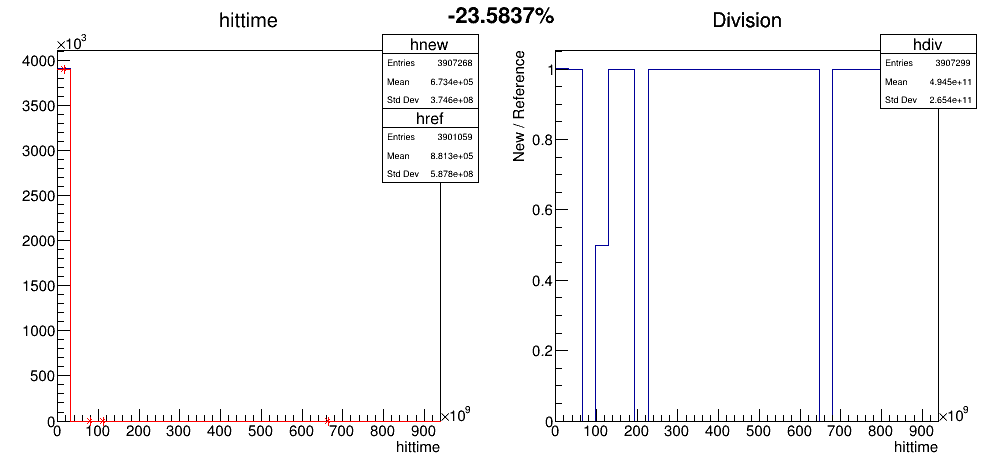 -23.5837%
hittime
×10³
4000
3500
3000
2500
2000
1500
1000
500
0
0 100 200 300 400 500 600 700 800 900
×10⁹
hittime
hnew
Entries 3907268
Mean 6.734e+05
Std Dev 3.746e+08
href
Entries 3901059
Mean 8.813e+05
Std Dev 5.878e+08
Division
New / Reference
1
0.8
0.6
0.4
0.2
0
0 100 200 300 400 500 600 700 800 900
×10⁹
hittime
hdiv
Entries 3907299
Mean 4.945e+11
Std Dev 2.654e+11